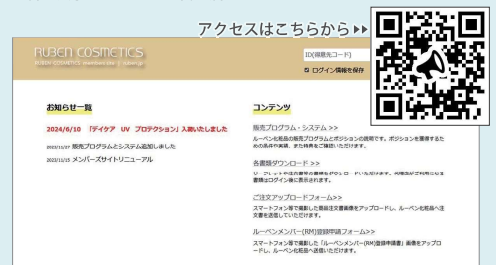 アクセスはこちらから
RUBEN COSMETICS
RUBEN COSMETICS members site | ruben.jp
ID(得意先コード)
ログイン情報を保存
お知らせ一覧
2024/6/10 「デイケア UV プロテクション」入荷いたしました
2023/11/27 販売プログラムとシステム追加しました
2022/11/15 メンバーズサイトリニューアル
コンテンツ
販売プログラム・システム >>
ルーベン化粧品の販売プログラムとポジションの説明です。ポジションを獲得するた
めの条件や実績、また特典をご確認いただけます。
各書類ダウンロード >>
書類はログイン後に表示されます。
ご注文アップロードフォーム>>
スマートフォン等で撮影した商品注文書画像をアップロードし、ルーベン化粧品へ注
文書を送信していただけます。
ルーベンメンバー(RM)登録申請フォーム>>
スマートフォン等で撮影した「ルーベンメンバー(RM)登録申請書」画像をアップロ
ードし、ルーベン化粧品へ送信いただけます。